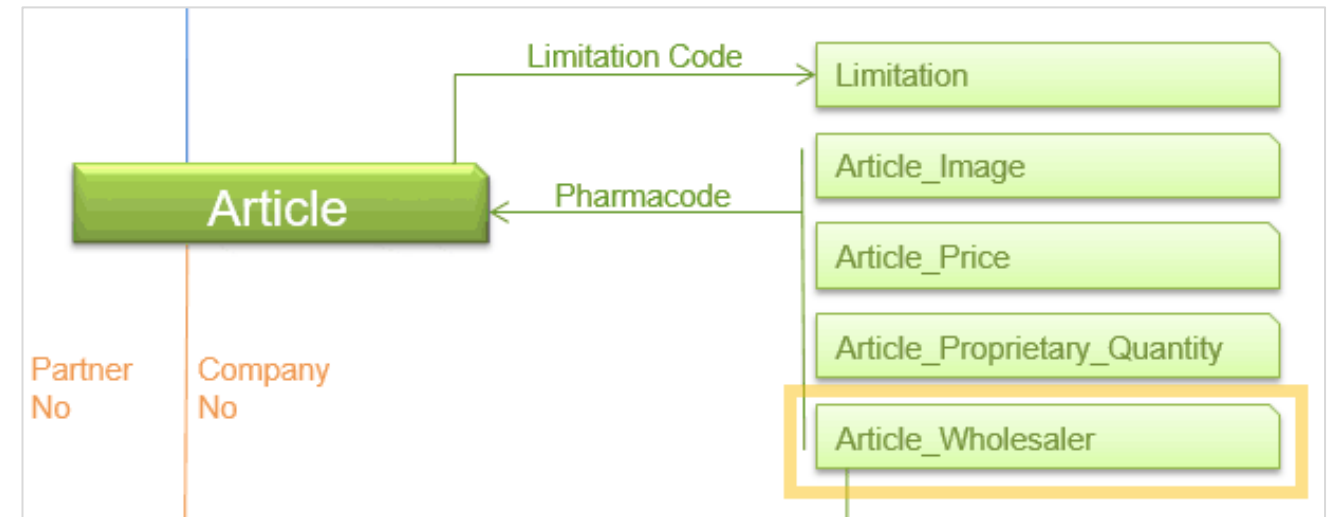 Limitation Code
Limitation
Article_Image
Pharmacode
Article
Article_Price
Article_Proprietary_Quantity
Partner
No
Company
No
Article_Wholesaler